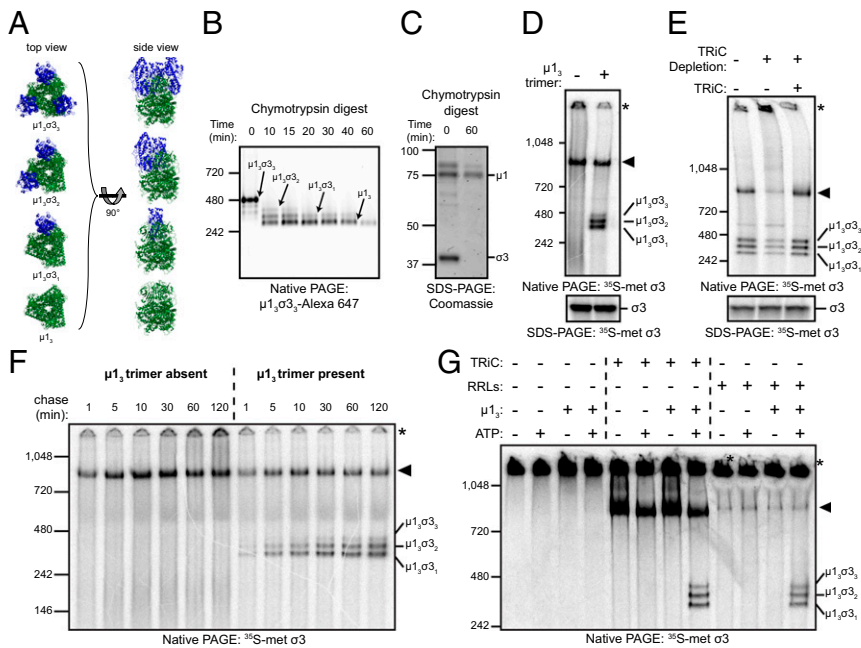 A
top view
side view
μ1₃σ3₃
μ1₃σ3₂
μ1₃σ3₁
μ1₃
90°
B
Chymotrypsin digest
Time (min):
0 10 15 20 30 40 60
720
480
242
μ1₃σ3₃
μ1₃σ3₂
μ1₃σ3₁
μ1₃
Native PAGE:
μ1₃σ3₃-Alexa 647
C
Chymotrypsin digest
Time (min):
0 60
100
75
50
37
μ1
σ3
SDS-PAGE:
Coomassie
D
μ1₃ trimer: - +
*
1,048
720
480
242
μ1₃σ3₃
μ1₃σ3₂
μ1₃σ3₁
Native PAGE: ³⁵S-met σ3
σ3
SDS-PAGE: ³⁵S-met σ3
E
TRiC Depletion: - + +
TRiC: - - +
*
1,048
720
480
242
μ1₃σ3₃
μ1₃σ3₂
μ1₃σ3₁
Native PAGE: ³⁵S-met σ3
σ3
SDS-PAGE: ³⁵S-met σ3
F
μ1₃ trimer absent
μ1₃ trimer present
chase (min):
1 5 10 30 60 120 1 5 10 30 60 120
*
1,048
720
480
242
146
μ1₃σ3₃
μ1₃σ3₂
μ1₃σ3₁
Native PAGE: ³⁵S-met σ3
G
TRiC: - - - - + + + + - - - -
RRLs: - - - - - - - - + + + +
μ1₃: - - + + - - + + - - + +
ATP: - + - + - + - + - + - +
* *
1,048
720
480
242
μ1₃σ3₃
μ1₃σ3₂
μ1₃σ3₁
Native PAGE: ³⁵S-met σ3